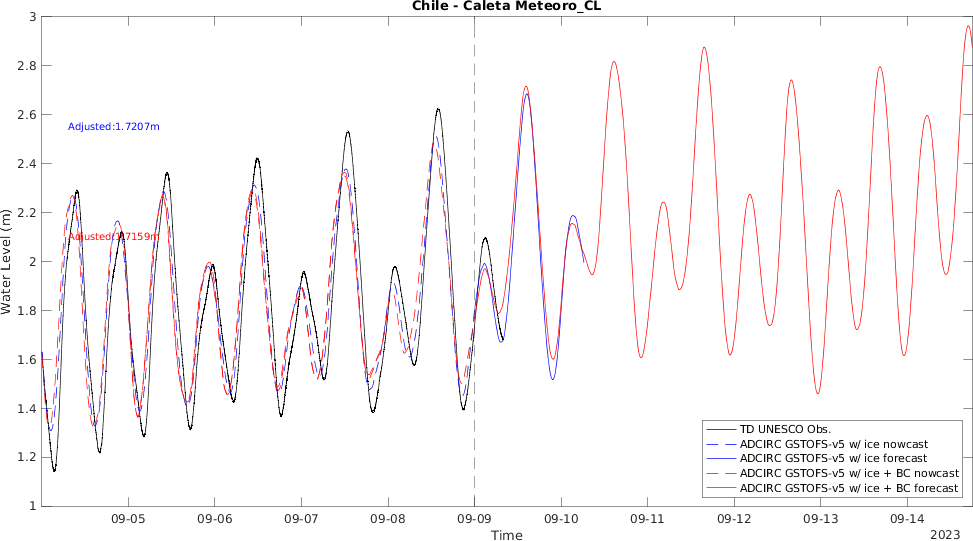 Chile - Caleta Meteoro_CL
3
2.8
2.6
2.4
2.2
2
1.8
1.6
1.4
1.2
1
Water Level (m)
Adjusted:1.7207m
Adjusted:1.7159m
TD UNESCO Obs.
ADCIRC GSTOFS-v5 w/ ice nowcast
ADCIRC GSTOFS-v5 w/ ice forecast
ADCIRC GSTOFS-v5 w/ ice + BC nowcast
ADCIRC GSTOFS-v5 w/ ice + BC forecast
09-05 09-06 09-07 09-08 09-09 09-10 09-11 09-12 09-13 09-14
Time
2023